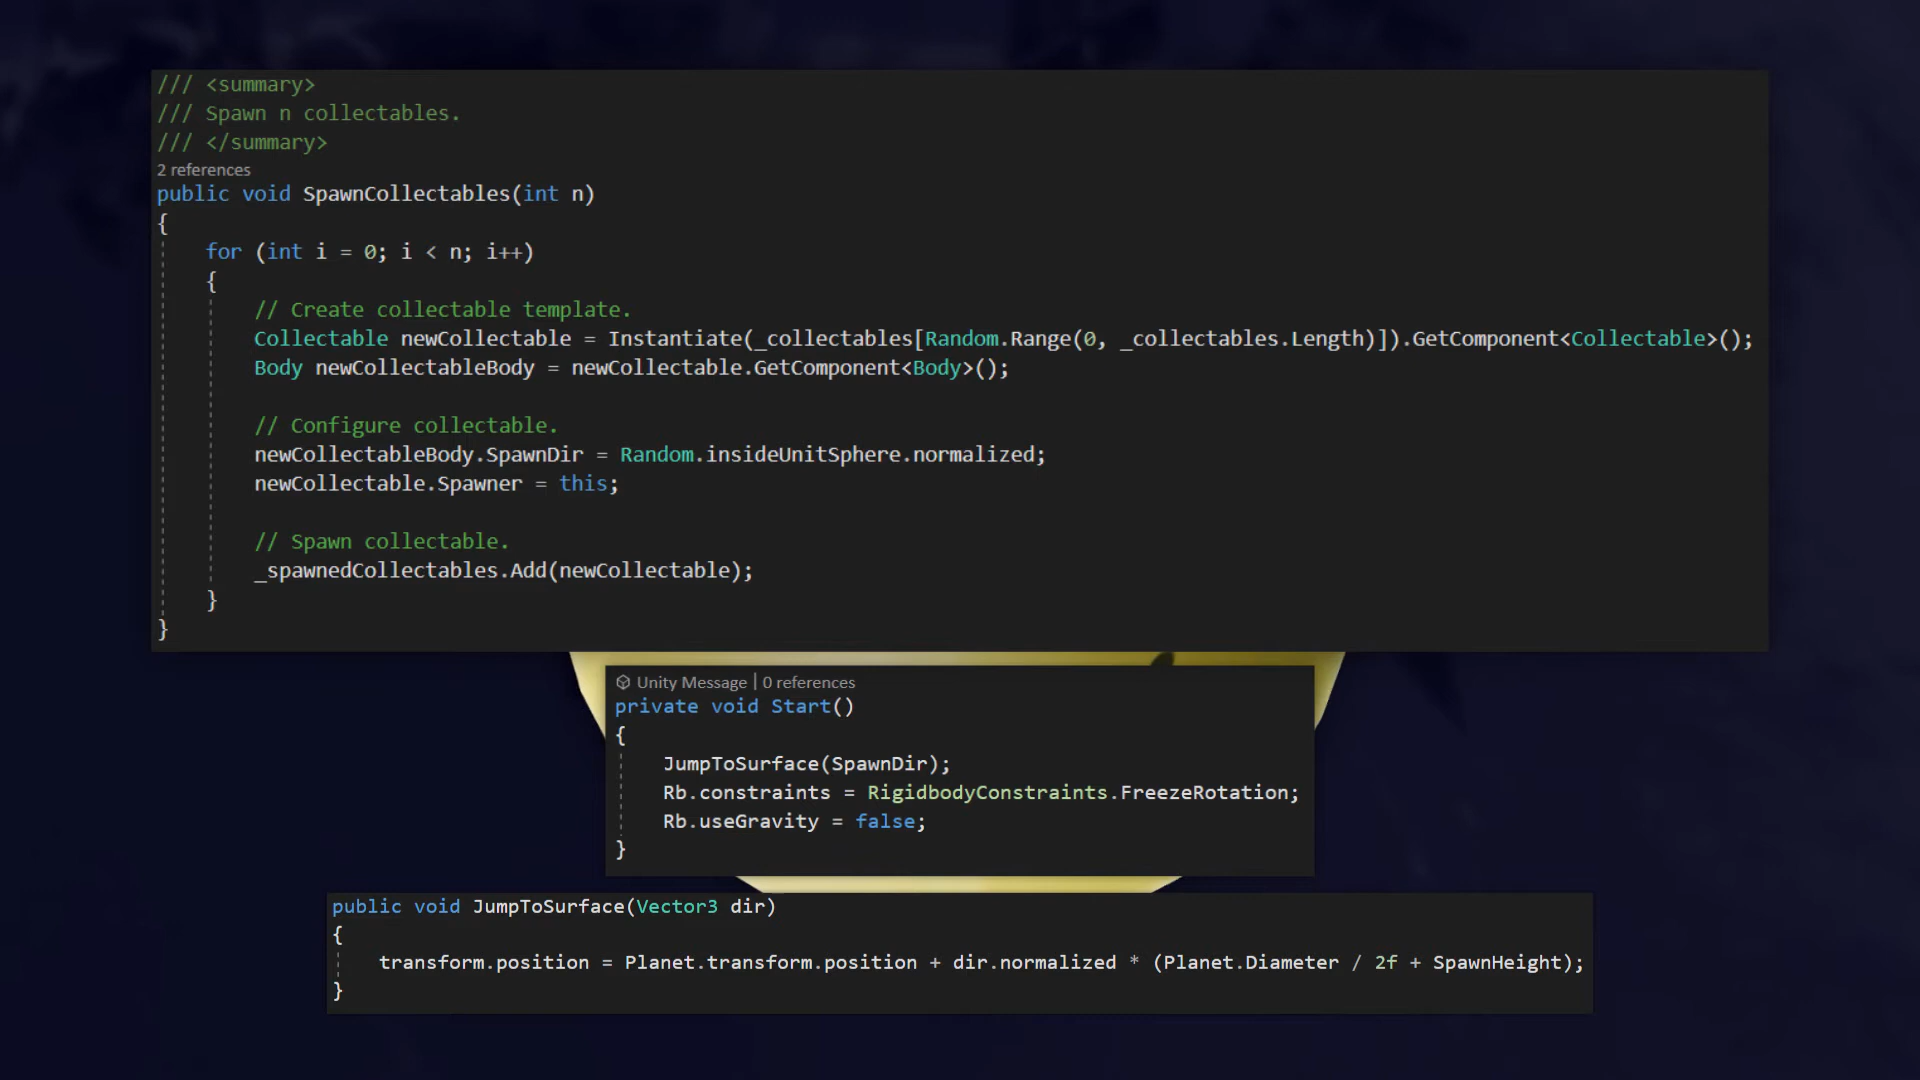 /// <summary>
/// Spawn n collectables.
/// </summary>
2 references
public void SpawnCollectables(int n)
{
for (int i = 0; i < n; i++)
{
// Create collectable template.
Collectable newCollectable = Instantiate(_collectables[Random.Range(0, _collectables.Length)]).GetComponent<Collectable>();
Body newCollectableBody = newCollectable.GetComponent<Body>();
// Configure collectable.
newCollectableBody.SpawnDir = Random.insideUnitSphere.normalized;
newCollectable.Spawner = this;
// Spawn collectable.
_spawnedCollectables.Add(newCollectable);
}
}
Unity Message | 0 references
private void Start()
{
JumpToSurface(SpawnDir);
Rb.constraints = RigidbodyConstraints.FreezeRotation;
Rb.useGravity = false;
}
public void JumpToSurface(Vector3 dir)
{
transform.position = Planet.transform.position + dir.normalized * (Planet.Diameter / 2f + SpawnHeight);
}